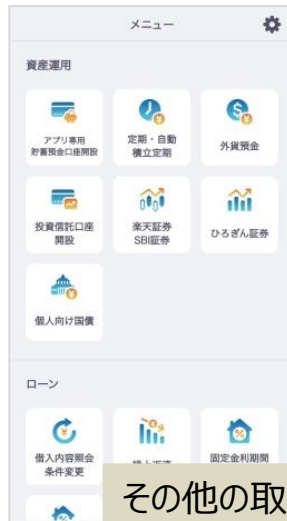 メニュー
資産運用
アプリ専用
貯蓄預金口座開設
定期・自動
積立定期
外貨預金
投資信託口座
開設
楽天証券
SBI証券
ひろぎん証券
個人向け国債
ローン
借入内容照会
条件変更
固定金利期間
その他の取